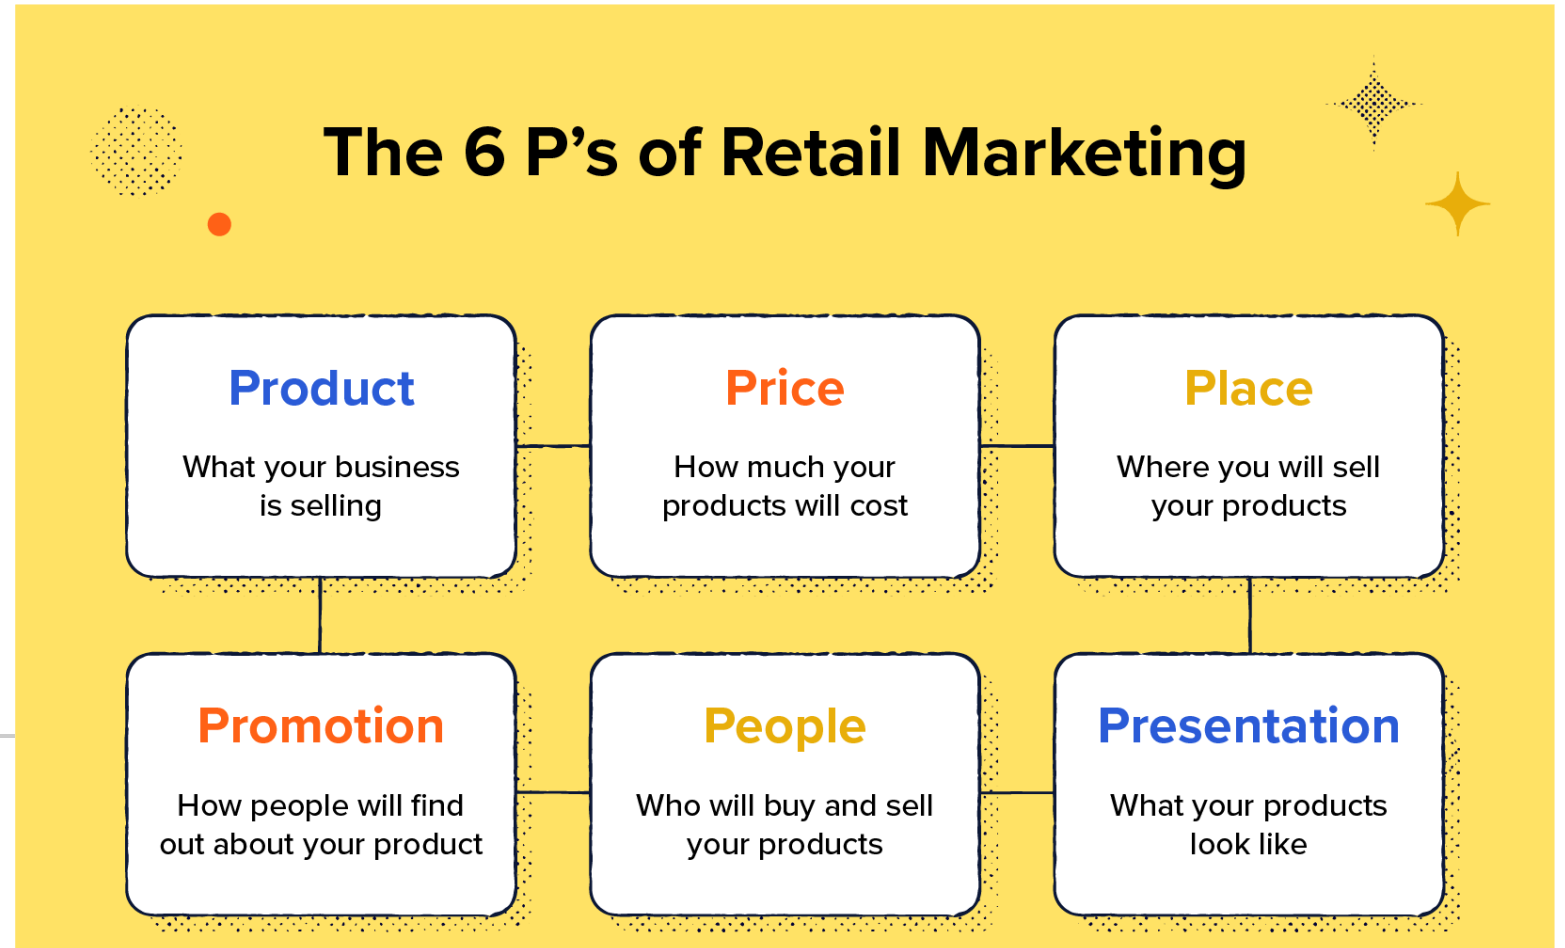 The 6 P’s of Retail Marketing
Product
What your business
is selling
Price
How much your
products will cost
Place
Where you will sell
your products
Promotion
How people will find
out about your product
People
Who will buy and sell
your products
Presentation
What your products
look like